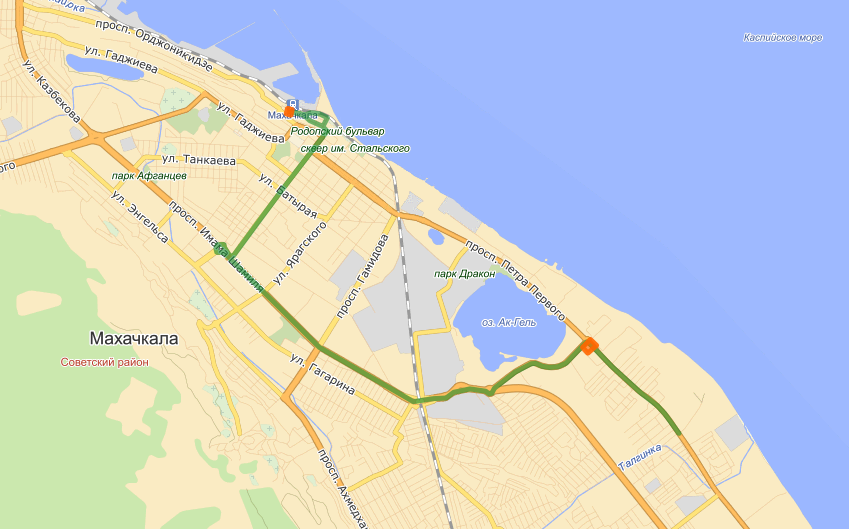 просп. Орджоникидзе
Каспийское море
ул. Гаджиева
ул. Казбекова
Махачкала
ул. Гаджиева
Родопский бульвар
сквер им. Стальского
ул. Танкаева
парк Афганцев
ул. Батырая
ул. Энгельса
просп. Имама Шамиля
ул. Ярагского
просп. Гамидова
просп. Петра Первого
парк Дракон
оз. Ак-Гель
Махачкала
Советский район
ул. Гагарина
Талгинка
просп. Ахмедхан